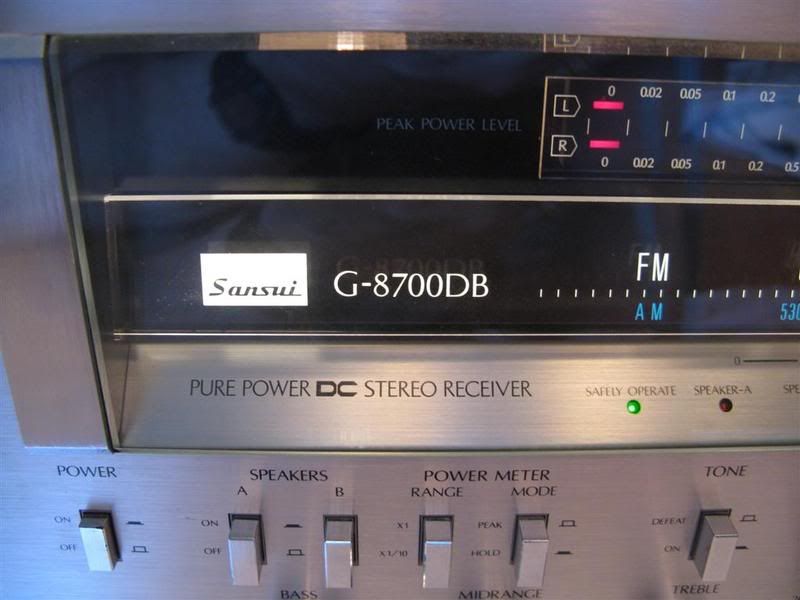 L
0 0.02 0.05 0.1 0.2
L
PEAK POWER LEVEL
R
0 0.02 0.05 0.1 0.2 0.5
Sansui G-8700DB
FM
AM 530
0
PURE POWER DC STEREO RECEIVER
SAFELY OPERATE SPEAKER-A
POWER SPEAKERS POWER METER TONE
A B RANGE MODE
ON ON X1 PEAK DEFEAT
OFF OFF X1/10 HOLD ON
BASS MIDRANGE TREBLE